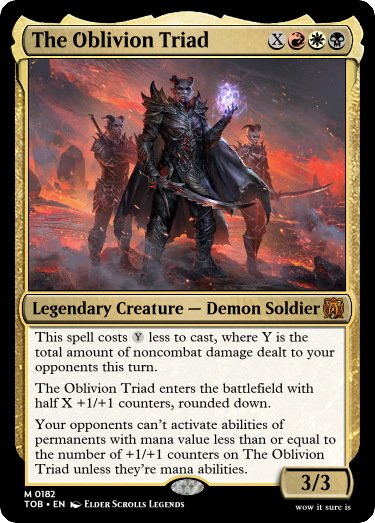 The Oblivion Triad X
Legendary Creature — Demon Soldier
This spell costs Y less to cast, where Y is the
total amount of noncombat damage dealt to your
opponents this turn.
The Oblivion Triad enters the battlefield with
half X +1/+1 counters, rounded down.
Your opponents can't activate abilities of
permanents with mana value less than or equal to
the number of +1/+1 counters on The Oblivion
Triad unless they're mana abilities.
3/3
M 0182
TOB • EN Elder Scrolls Legends
wow it sure is